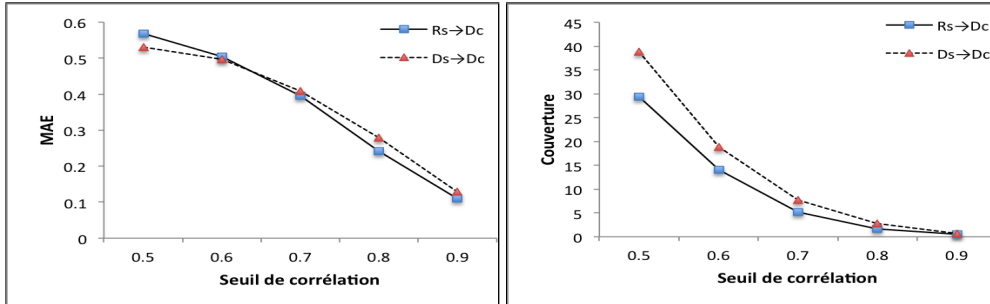 0.6
0.5
0.4
0.3
0.2
0.1
0
MAE
0.5 0.6 0.7 0.8 0.9
Seuil de corrélation
Rs→Dc
Ds→Dc
45
40
35
30
25
20
15
10
5
0
Couverture
0.5 0.6 0.7 0.8 0.9
Seuil de corrélation
Rs→Dc
Ds→Dc